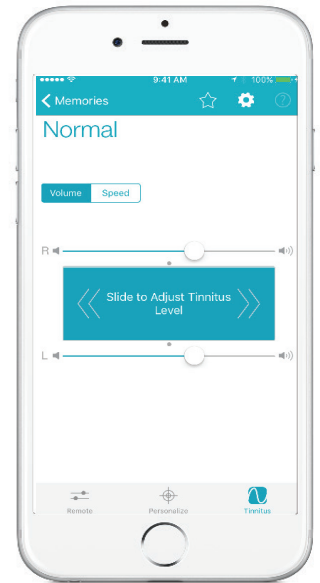 9:41 AM
100%
Memories
?
Normal
Volume Speed
R
Slide to Adjust Tinnitus
Level
L
Remote Personalize Tinnitus